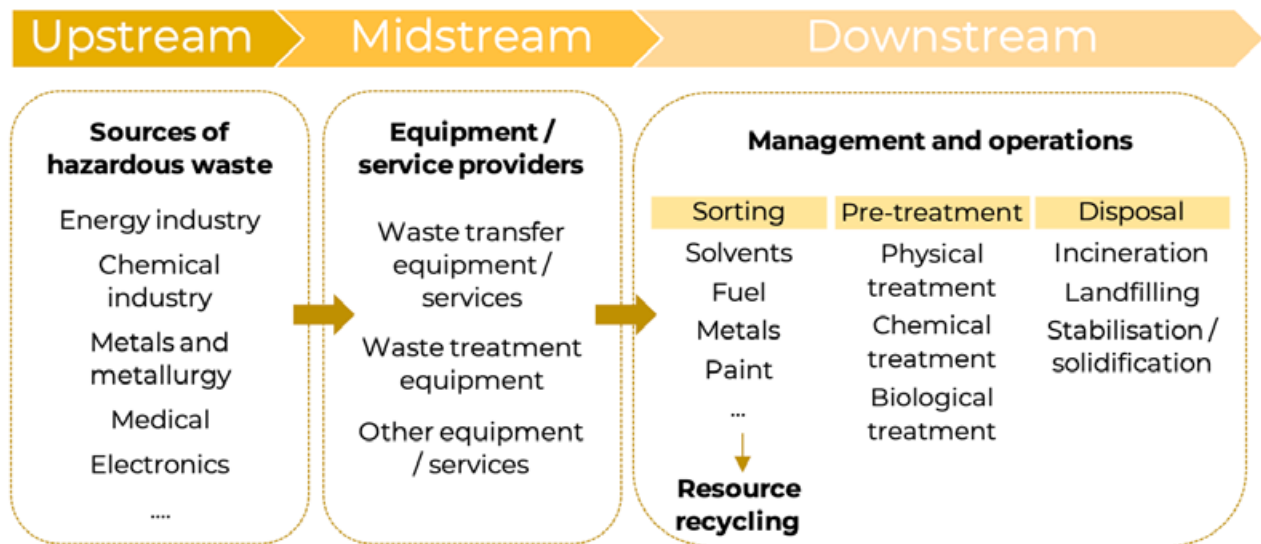 Upstream
Midstream
Downstream
Sources of
hazardous waste
Energy industry
Chemical
industry
Metals and
metallurgy
Medical
Electronics
....
Equipment /
service providers
Waste transfer
equipment /
services
Waste treatment
equipment
Other equipment
/ services
Management and operations
Sorting
Solvents
Fuel
Metals
Paint
...
Resource
recycling
Pre-treatment
Physical
treatment
Chemical
treatment
Biological
treatment
Disposal
Incineration
Landfilling
Stabilisation /
solidification